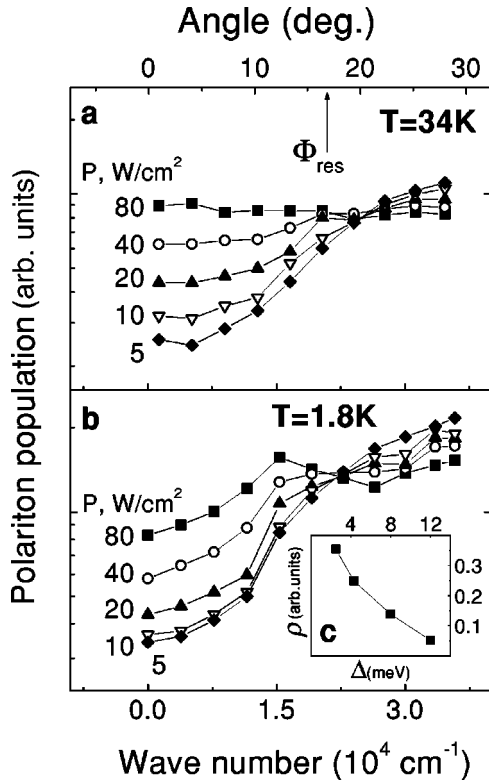 Angle (deg.)
0 10 20 30
a
T=34K
Φres
P, W/cm²
80
40
20
10
5
Polariton population (arb. units)
b
T=1.8K
P, W/cm²
80
40
20
10
5
4 8 12
0.3
0.2
0.1
ρ (arb.units)
c
Δ(meV)
0.0 1.5 3.0
Wave number (10⁴ cm⁻¹)